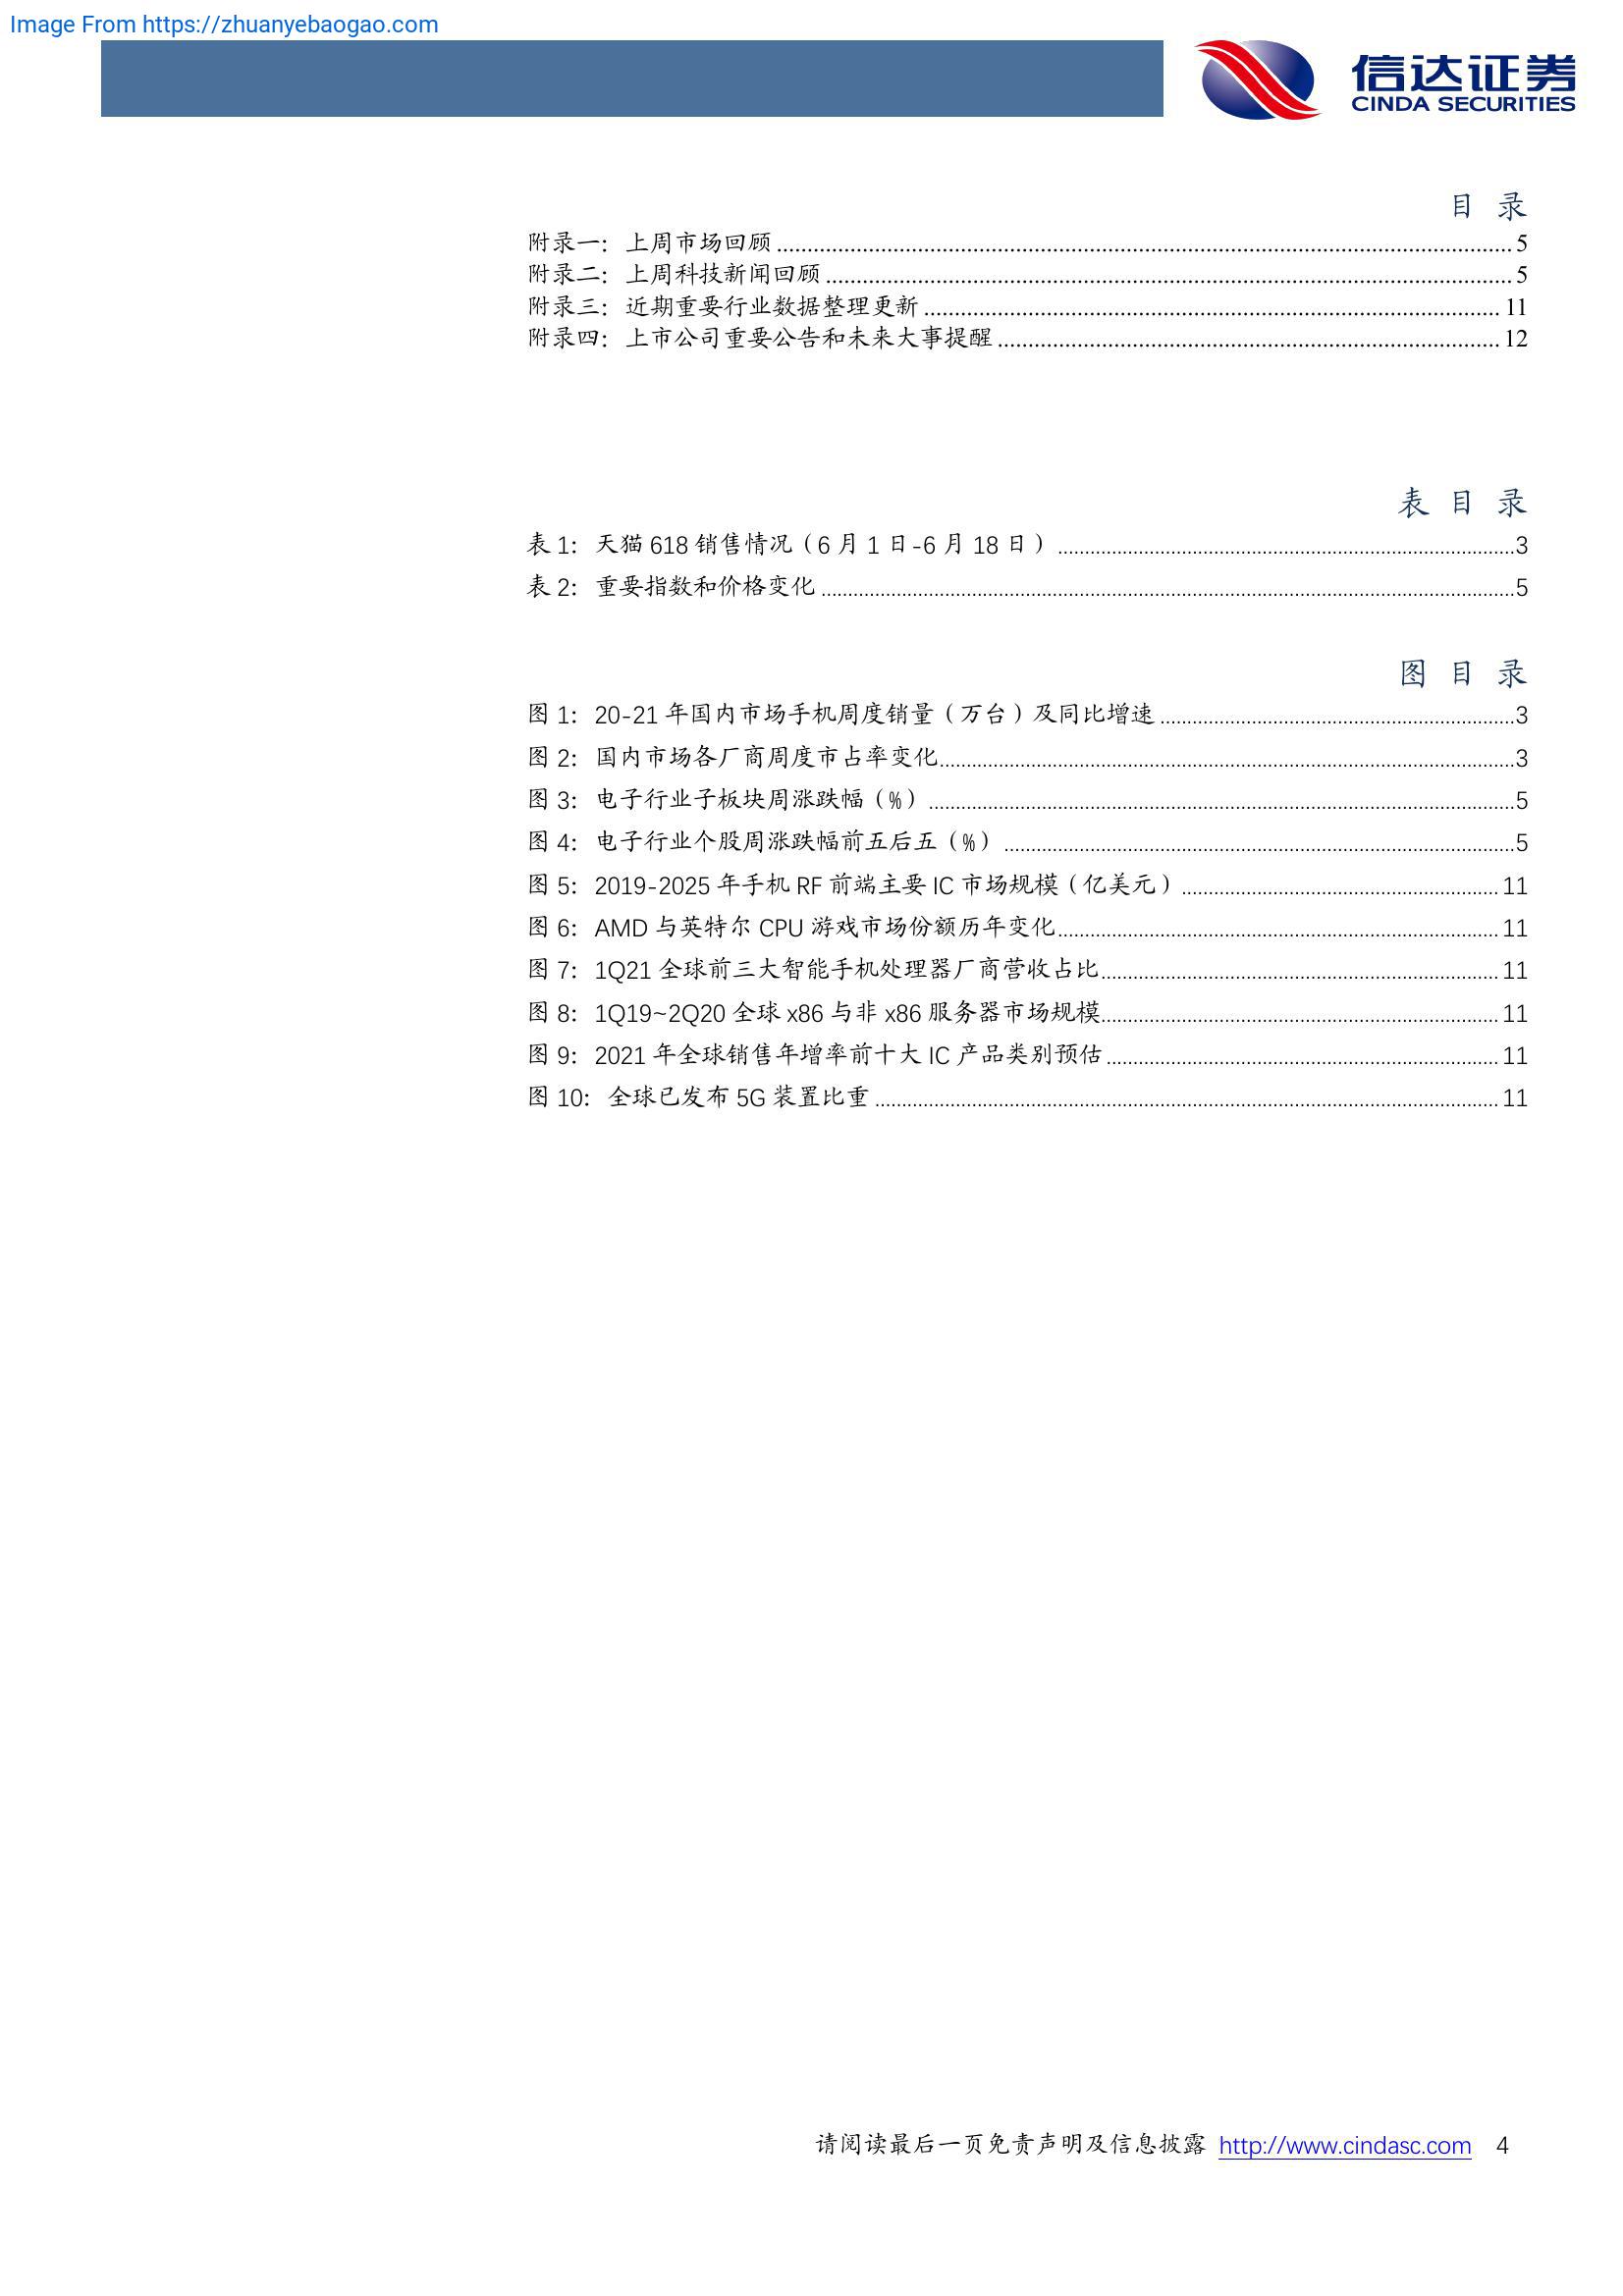 Image From https://zhuanyebaogao.com
信达证券
CINDA SECURITIES
目 录
附录一：上周市场回顾 5
附录二：上周科技新闻回顾 5
附录三：近期重要行业数据整理更新 11
附录四：上市公司重要公告和未来大事提醒 12
表 目 录
表 1：天猫 618 销售情况（6 月 1 日-6 月 18 日） 3
表 2：重要指数和价格变化 5
图 目 录
图 1：20-21 年国内市场手机周度销量（万台）及同比增速 3
图 2：国内市场各厂商周度市占率变化 3
图 3：电子行业子板块周涨跌幅（%） 5
图 4：电子行业个股周涨跌幅前五后五（%） 5
图 5：2019-2025 年手机 RF 前端主要 IC 市场规模（亿美元） 11
图 6：AMD 与英特尔 CPU 游戏市场份额历年变化 11
图 7：1Q21 全球前三大智能手机处理器厂商营收占比 11
图 8：1Q19~2Q20 全球 x86 与非 x86 服务器市场规模 11
图 9：2021 年全球销售年增率前十大 IC 产品类别预估 11
图 10：全球已发布 5G 装置比重 11
请阅读最后一页免责声明及信息披露 http://www.cindasc.com 4